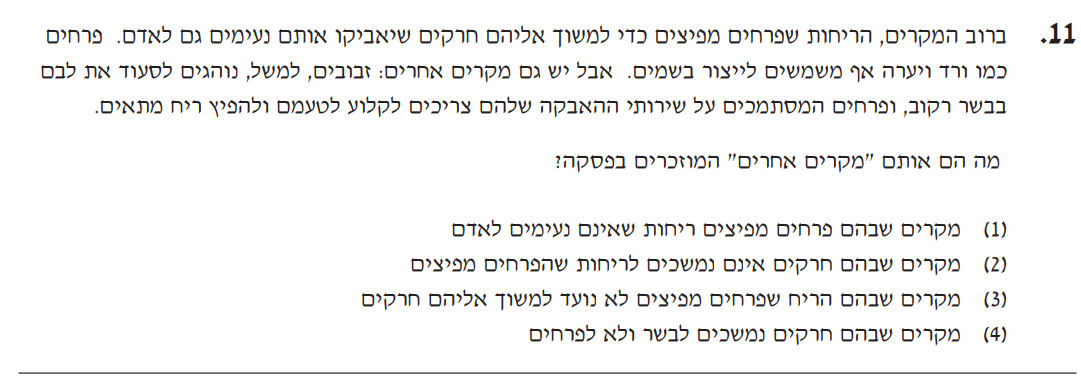 11. ברוב המקרים, הריחות שפרחים מפיצים כדי למשוך אליהם חרקים שיאביקו אותם נעימים גם לאדם. פרחים
כמו ורד ויערה אף משמשים לייצור בשמים. אבל יש גם מקרים אחרים: זבובים, למשל, נוהגים לסעוד את לבם
בבשר רקוב, ופרחים המסתמכים על שירותי ההאבקה שלהם צריכים לקלוע לטעמם ולהפיץ ריח מתאים.
מה הם אותם "מקרים אחרים" המוזכרים בפסקה?
(1) מקרים שבהם פרחים מפיצים ריחות שאינם נעימים לאדם
(2) מקרים שבהם חרקים אינם נמשכים לריחות שהפרחים מפיצים
(3) מקרים שבהם הריח שפרחים מפיצים לא נועד למשוך אליהם חרקים
(4) מקרים שבהם חרקים נמשכים לבשר ולא לפרחים